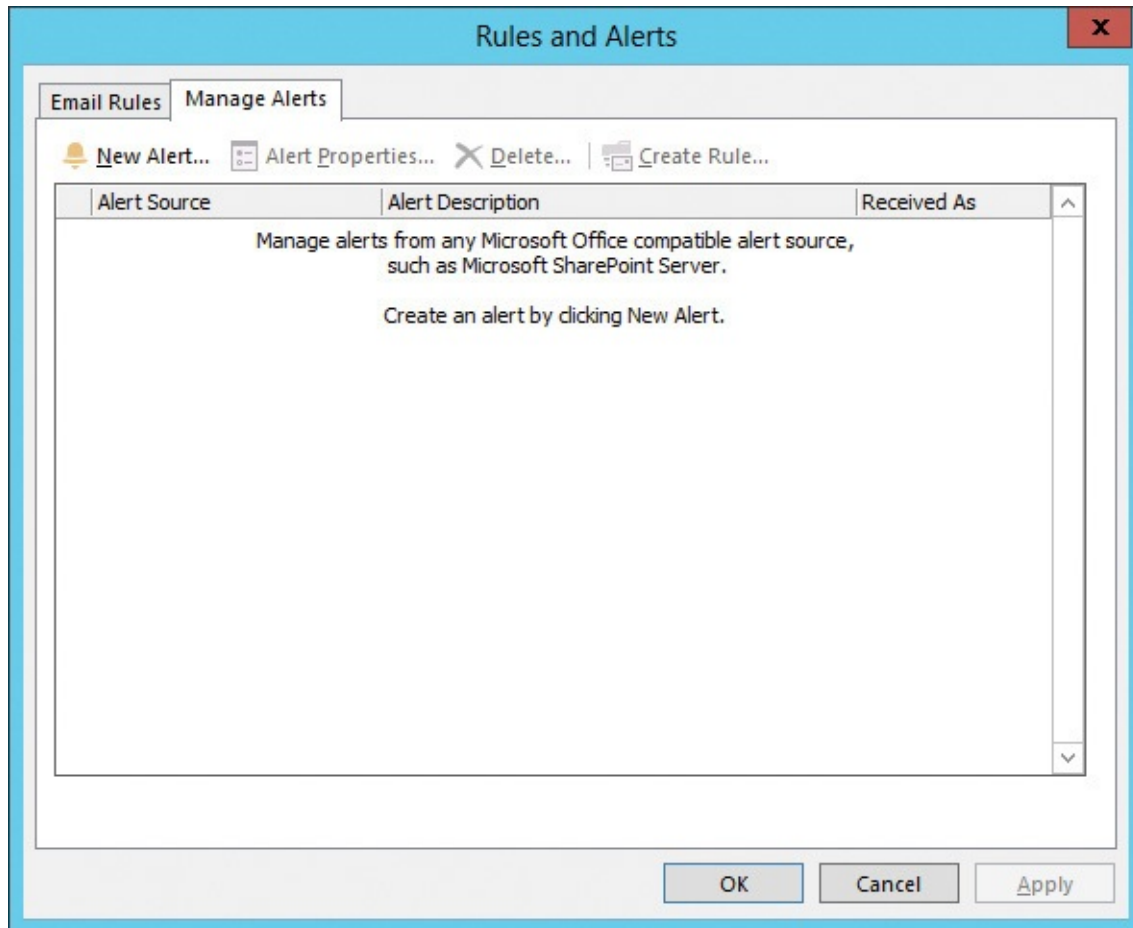 Rules and Alerts
x
Email Rules Manage Alerts
New Alert... Alert Properties... Delete... Create Rule...
Alert Source Alert Description Received As
Manage alerts from any Microsoft Office compatible alert source,
such as Microsoft SharePoint Server.
Create an alert by clicking New Alert.
OK Cancel Apply